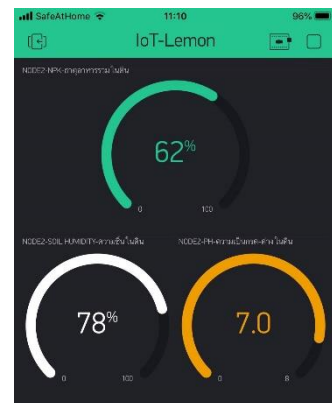 SafeAtHome 11:10 96%
IoT-Lemon
NODE2-NPK-ธาตุอาหารรวมในดิน
62%
0 100
NODE2-SOIL HUMIDITY-ความชื้นในดิน NODE2-PH-ความเป็นกรด-ด่างในดิน
78% 7.0
0 100 0 8